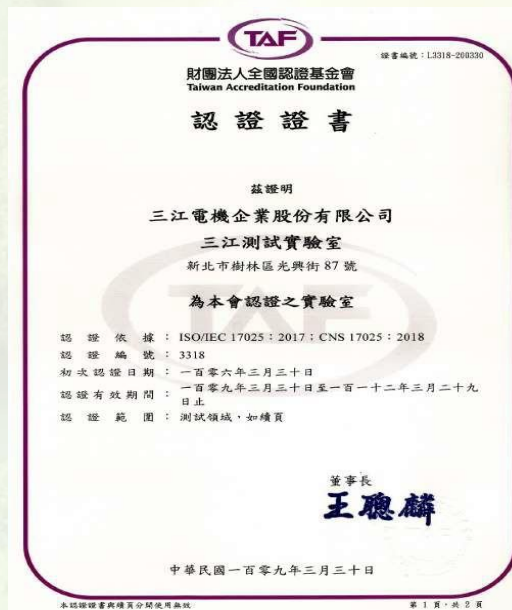 TAF
證書編號：L3318-200330
財團法人全國認證基金會
Taiwan Accreditation Foundation
認證證書
茲證明
三江電機企業股份有限公司
三江測試實驗室
新北市樹林區光興街 87 號
為本會認證之實驗室
認證依據：ISO/IEC 17025：2017；CNS 17025：2018
認證編號：3318
初次認證日期：一百零六年三月三十日
認證有效期間：一百零九年三月三十日至一百一十二年三月二十九
日止
認證範圍：測試領域，如續頁
董事長
王聰麟
中華民國一百零九年三月三十日
本認證證書與續頁分開使用無效
第 1 頁，共 2 頁